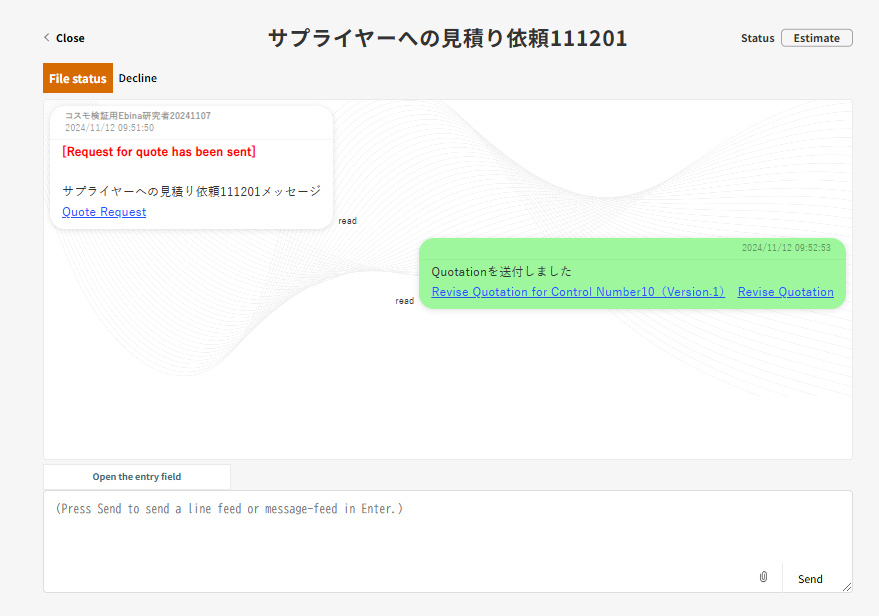 Close
サプライヤーへの見積り依頼111201
Status Estimate
File status Decline
コスモ検証用Ebina研究者20241107
2024/11/12 09:51:50
[Request for quote has been sent]
サプライヤーへの見積り依頼111201メッセージ
Quote Request
read
2024/11/12 09:52:53
Quotationを送付しました
Revise Quotation for Control Number10（Version.1） Revise Quotation
read
Open the entry field
(Press Send to send a line feed or message-feed in Enter.)
Send